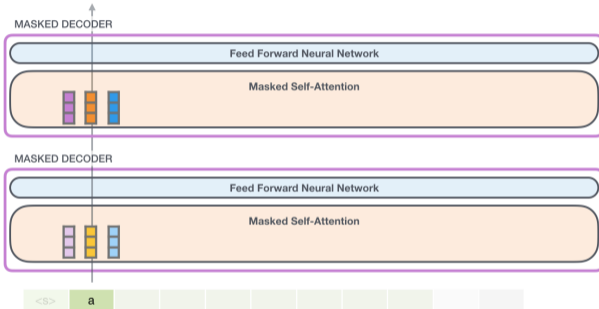 MASKED DECODER
Feed Forward Neural Network
Masked Self-Attention
MASKED DECODER
Feed Forward Neural Network
Masked Self-Attention
<s> a